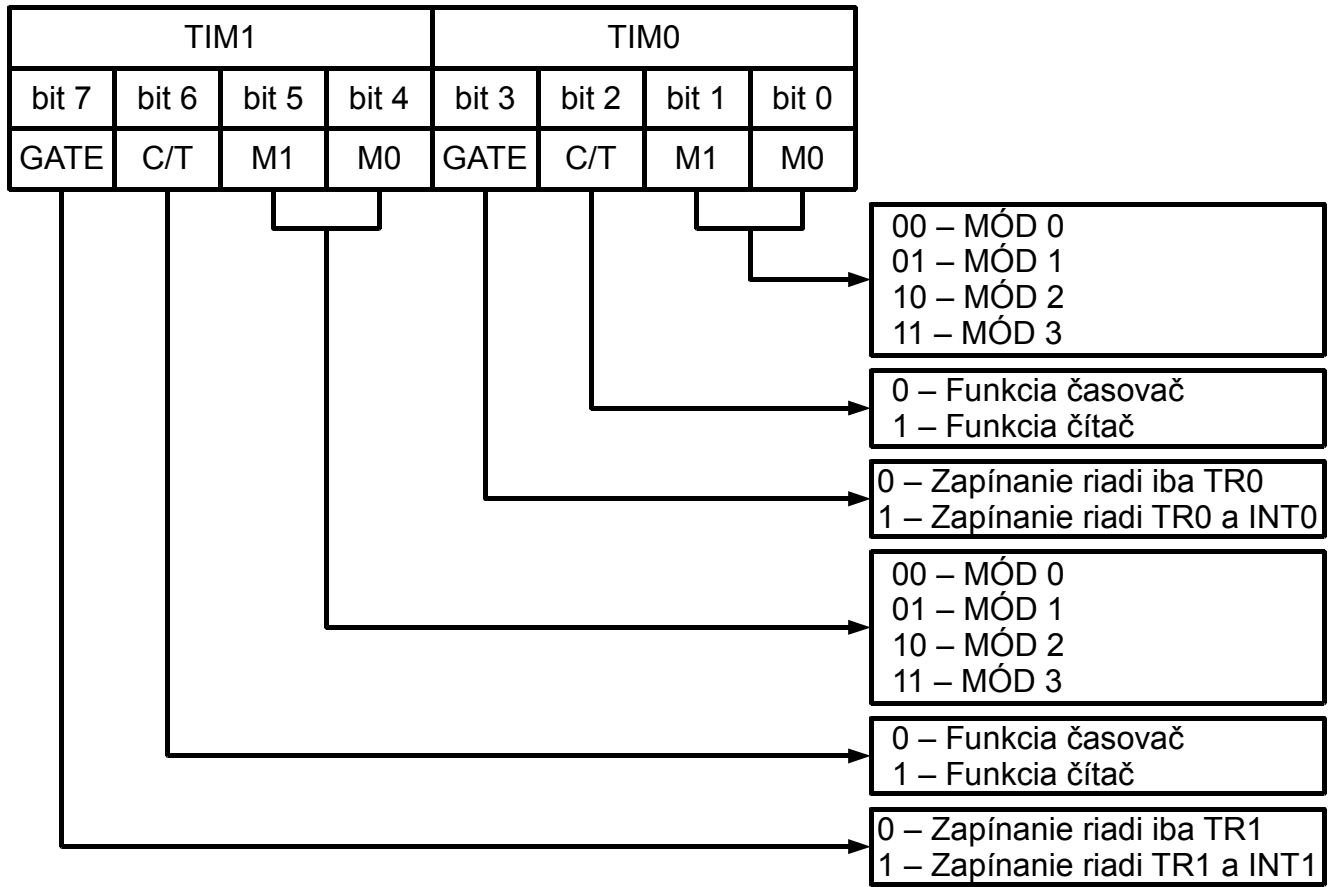 TIM1 TIM0
bit 7 bit 6 bit 5 bit 4 bit 3 bit 2 bit 1 bit 0
GATE C/T M1 M0 GATE C/T M1 M0
00 – MÓD 0
01 – MÓD 1
10 – MÓD 2
11 – MÓD 3
0 – Funkcia časovač
1 – Funkcia čítač
0 – Zapínanie riadi iba TR0
1 – Zapínanie riadi TR0 a INT0
00 – MÓD 0
01 – MÓD 1
10 – MÓD 2
11 – MÓD 3
0 – Funkcia časovač
1 – Funkcia čítač
0 – Zapínanie riadi iba TR1
1 – Zapínanie riadi TR1 a INT1